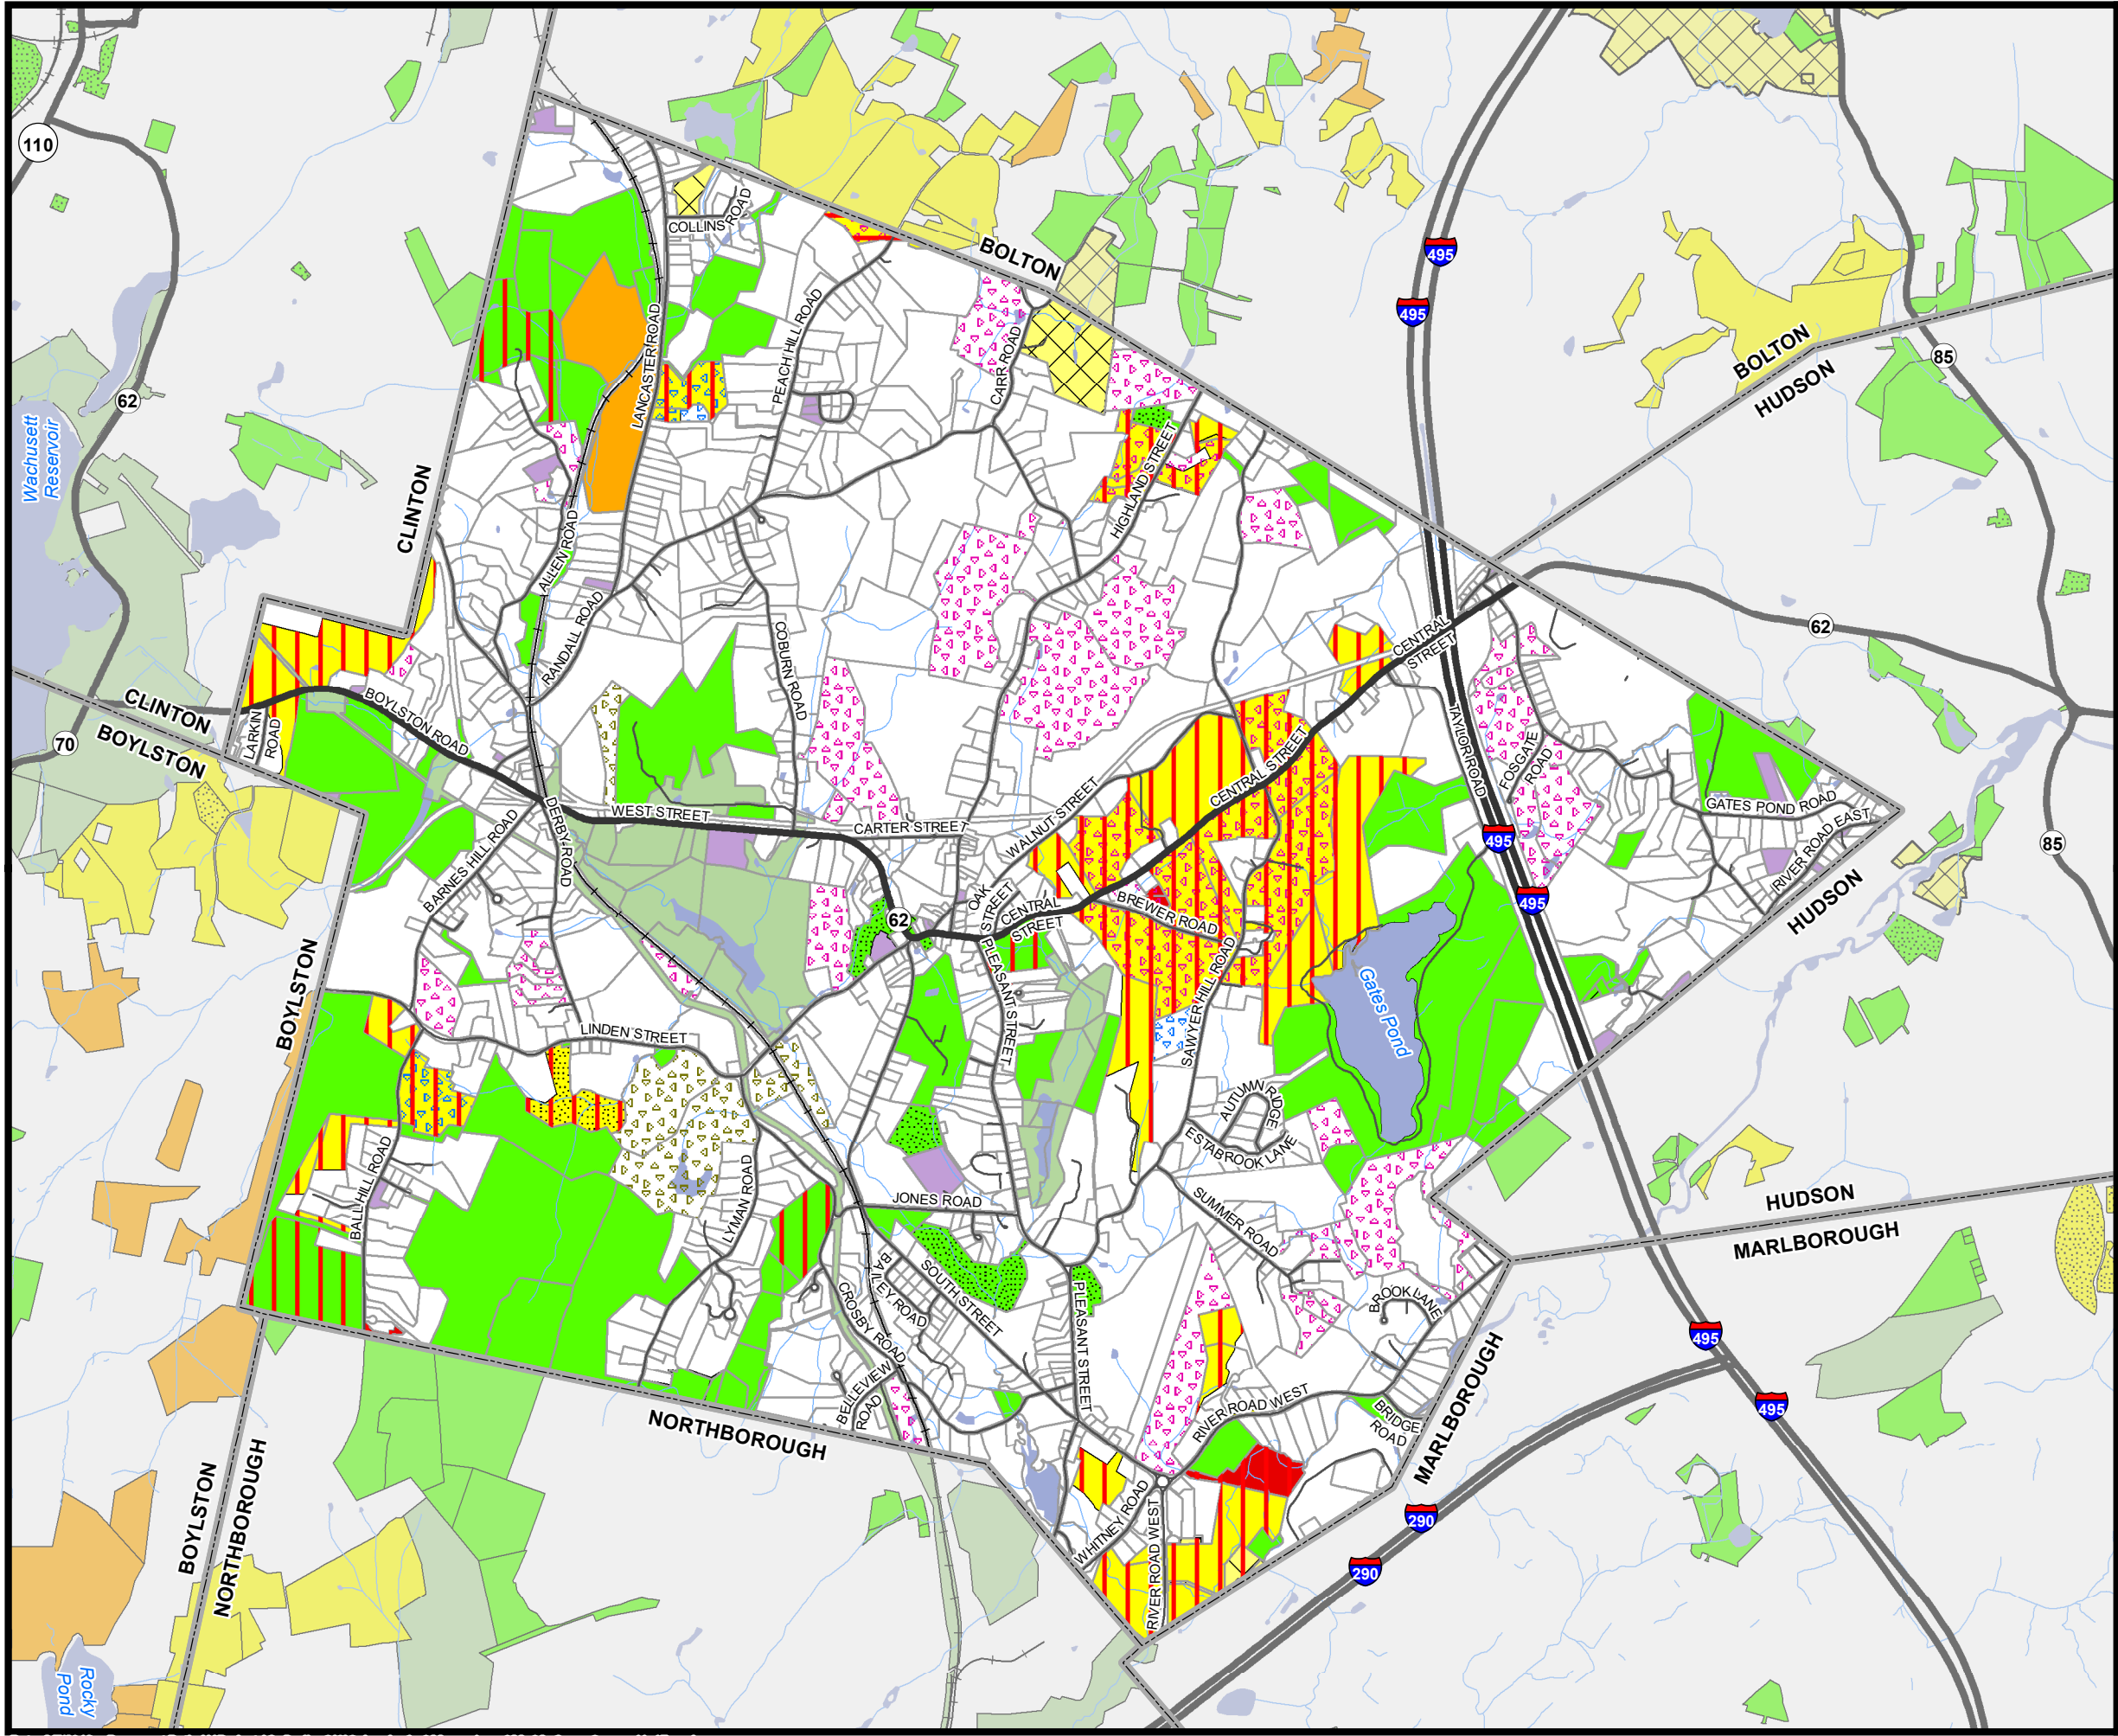 110
COLLINS ROAD
BOLTON
495
495
LANCASTER ROAD
PEACH HILL ROAD
CARR ROAD
BOLTON
HUDSON
85
62
Wachusett
Reservoir
CLINTON
HIGHLAND STREET
ALLEN ROAD
RANDALL ROAD
COBURN ROAD
CENTRAL
STREET
62
CLINTON
BOYLSTON
70
LARKIN
ROAD
BOYLSTON ROAD
TAYLOR ROAD
FOSGATE
ROAD
CENTRAL STREET
GATES POND ROAD
RIVER ROAD EAST
WEST STREET
CARTER STREET
WALNUT STREET
495
85
DERBY ROAD
BARNES HILL ROAD
OAK
STREET
CENTRAL
STREET
BREWER ROAD
495
62
HUDSON
BOYLSTON
PLEASANT STREET
SAWYER HILL ROAD
Gates Pond
LINDEN STREET
AUTUMN RIDGE
ESTABROOK LANE
BALL HILL ROAD
LYMAN ROAD
JONES ROAD
SUMMER ROAD
HUDSON
MARLBOROUGH
BAILEY ROAD
SOUTH STREET
CROSBY ROAD
PLEASANT STREET
BROOK LANE
495
BELLEVIEW
ROAD
RIVER ROAD WEST
BRIDGE
ROAD
MARLBOROUGH
495
NORTHBOROUGH
BOYLSTON
NORTHBOROUGH
WHITNEY ROAD
RIVER ROAD WEST
290
290
Rocky
Pond